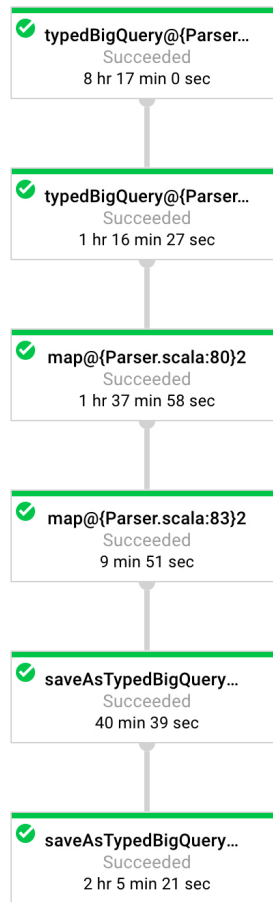 typedBigQuery@{Parser...
Succeeded
8 hr 17 min 0 sec
typedBigQuery@{Parser...
Succeeded
1 hr 16 min 27 sec
map@{Parser.scala:80}2
Succeeded
1 hr 37 min 58 sec
map@{Parser.scala:83}2
Succeeded
9 min 51 sec
saveAsTypedBigQuery...
Succeeded
40 min 39 sec
saveAsTypedBigQuery...
Succeeded
2 hr 5 min 21 sec